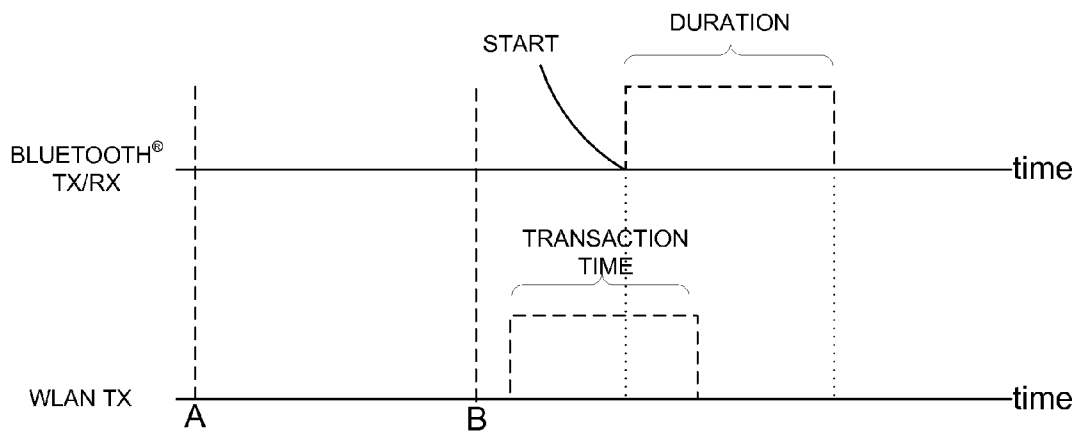 DURATION
START
BLUETOOTH®
TX/RX
time
TRANSACTION
TIME
WLAN TX
time
A
B